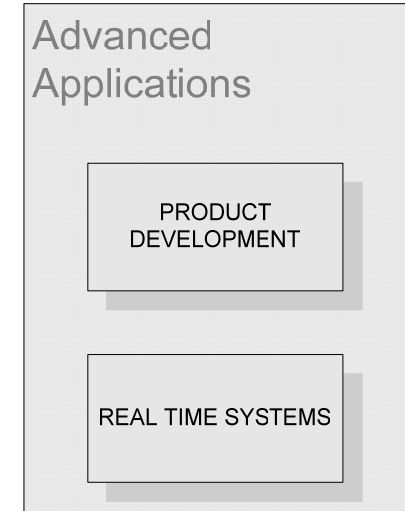 Advanced
Applications
PRODUCT
DEVELOPMENT
REAL TIME SYSTEMS